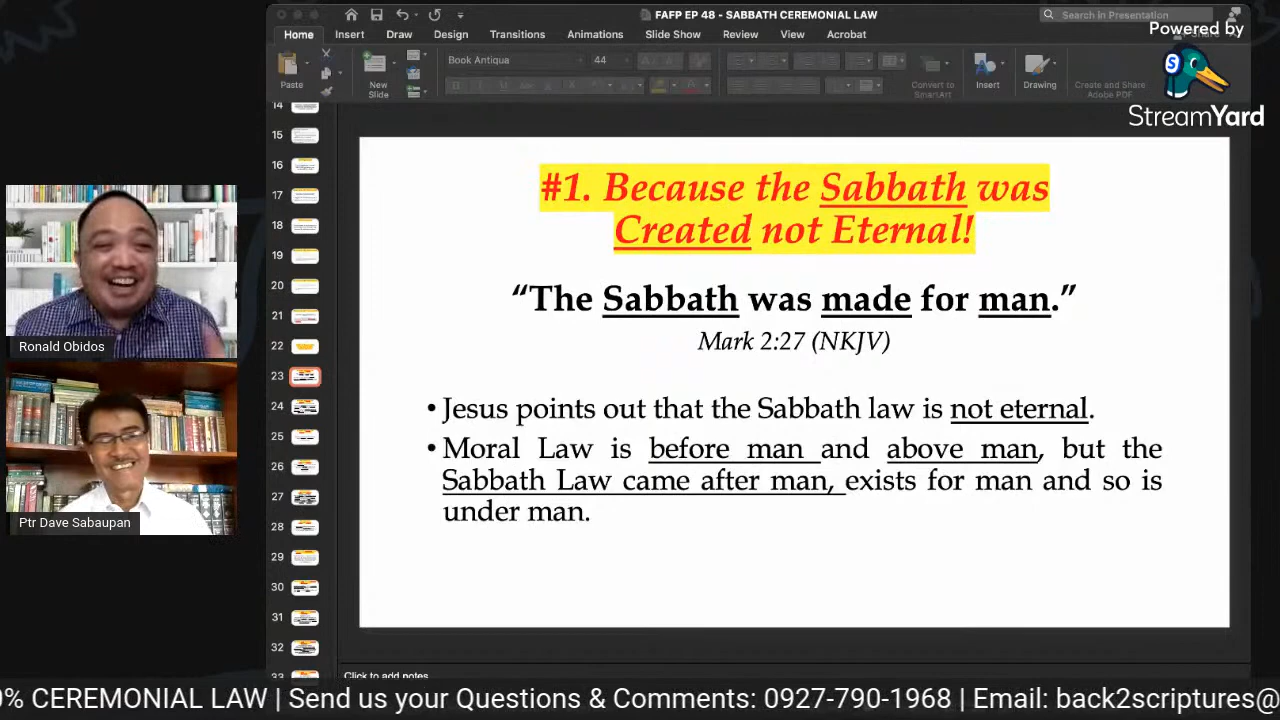 FAFP EP 48 - SABBATH CEREMONIAL LAW
Search in Presentation
Powered by
StreamYard
Home Insert Draw Design Transitions Animations Slide Show Review View Acrobat
Share
Paste
New
Slide
Book Antiqua
44
Convert to
SmartArt
Insert
Drawing
Create and Share
Adobe PDF
14
15
16
17
18
19
20
21
22
23
24
25
26
27
28
29
30
31
32
33
#1. Because the Sabbath was
Created not Eternal!
“The Sabbath was made for man.”
Mark 2:27 (NKJV)
• Jesus points out that the Sabbath law is not eternal.
• Moral Law is before man and above man, but the
Sabbath Law came after man, exists for man and so is
under man.
Ronald Obidos
Ptr Dave Sabaupan
Click to add notes
0% CEREMONIAL LAW | Send us your Questions & Comments: 0927-790-1968 | Email: back2scriptures@